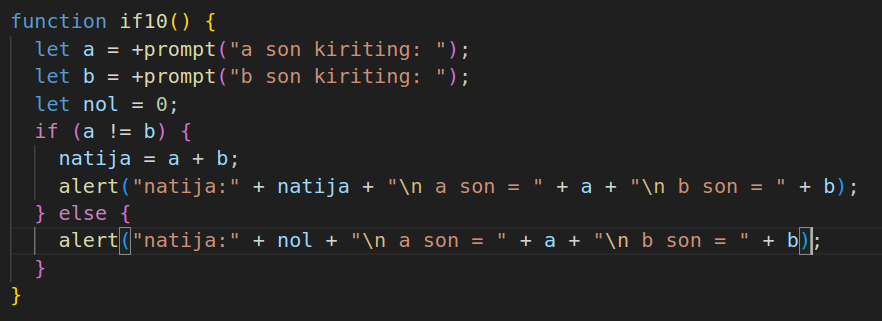 function if10() {
  let a = +prompt("a son kiriting: ");
  let b = +prompt("b son kiriting: ");
  let nol = 0;
  if (a != b) {
    natija = a + b;
    alert("natija:" + natija + "\n a son = " + a + "\n b son = " + b);
  } else {
    alert("natija:" + nol + "\n a son = " + a + "\n b son = " + b);
  }
}